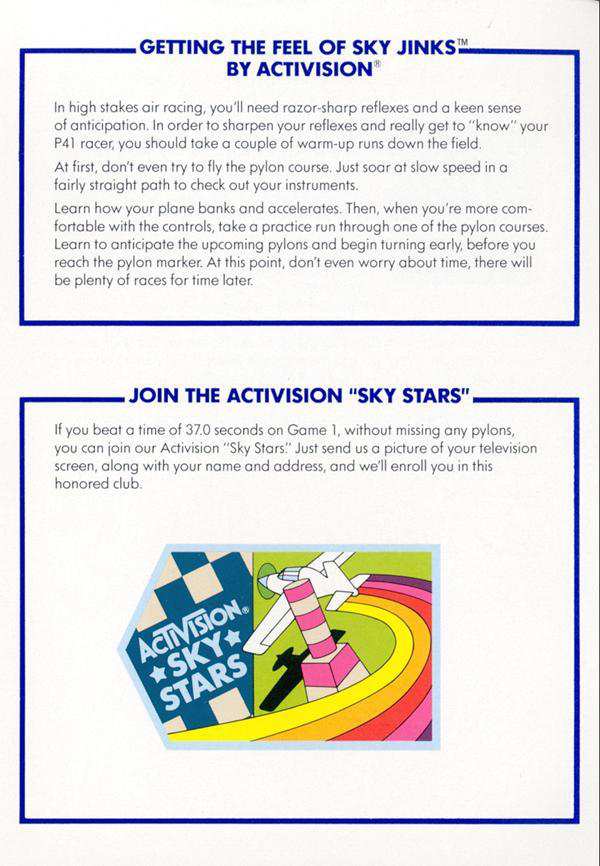 GETTING THE FEEL OF SKY JINKS™
BY ACTIVISION®
In high stakes air racing, you'll need razor-sharp reflexes and a keen sense
of anticipation. In order to sharpen your reflexes and really get to "know" your
P41 racer, you should take a couple of warm-up runs down the field.
At first, don't even try to fly the pylon course. Just soar at slow speed in a
fairly straight path to check out your instruments.
Learn how your plane banks and accelerates. Then, when you're more com-
fortable with the controls, take a practice run through one of the pylon courses.
Learn to anticipate the upcoming pylons and begin turning early, before you
reach the pylon marker. At this point, don't even worry about time, there will
be plenty of races for time later.
JOIN THE ACTIVISION "SKY STARS"
If you beat a time of 37.0 seconds on Game 1, without missing any pylons,
you can join our Activision "Sky Stars." Just send us a picture of your television
screen, along with your name and address, and we'll enroll you in this
honored club.
ACTIVISION®
SKY
STARS